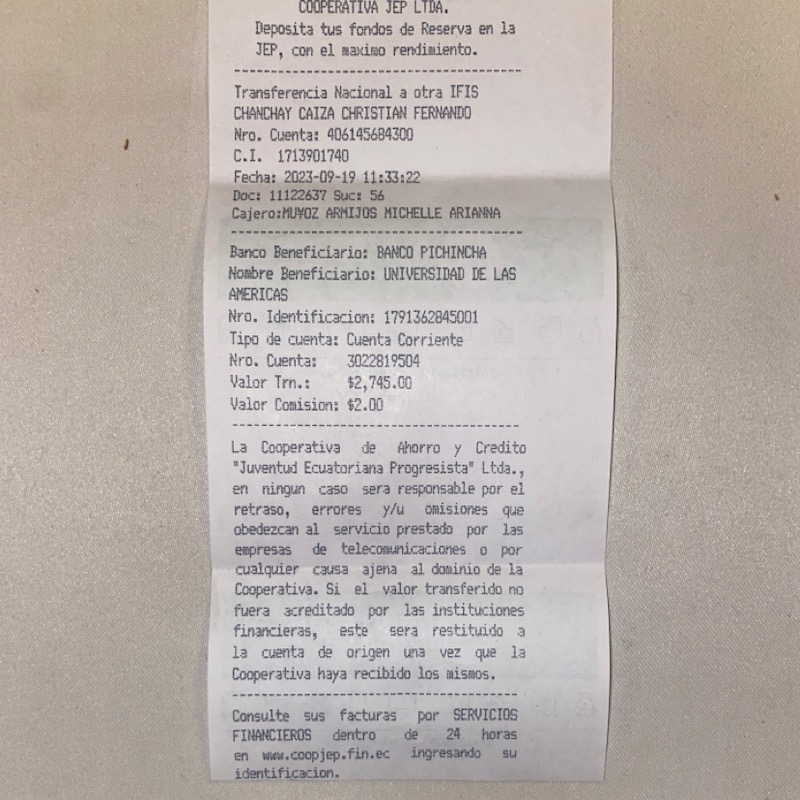 COOPERATIVA JEP LTDA.
Deposita tus fondos de Reserva en la
JEP, con el maximo rendimiento.
Transferencia Nacional a otra IFIS
CHANCHAY CAIZA CHRISTIAN FERNANDO
Nro. Cuenta: 406145684300
C.I. 1713901740
Fecha: 2023-09-19 11:33:22
Doc: 11122637 Suc: 56
Cajero:MU¥OZ ARMIJOS MICHELLE ARIANNA
Banco Beneficiario: BANCO PICHINCHA
Nombre Beneficiario: UNIVERSIDAD DE LAS
AMERICAS
Nro. Identificacion: 1791362845001
Tipo de cuenta: Cuenta Corriente
Nro. Cuenta: 3022819504
Valor Trn.: $2,745.00
Valor Comision: $2.00
La Cooperativa de Ahorro y Credito
"Juventud Ecuatoriana Progresista" Ltda.,
en ningun caso sera responsable por el
retraso, errores y/u omisiones que
obedezcan al servicio prestado por las
empresas de telecomunicaciones o por
cualquier causa ajena al dominio de la
Cooperativa. Si el valor transferido no
fuera acreditado por las instituciones
financieras, este sera restituido a
la cuenta de origen una vez que la
Cooperativa haya recibido los mismos.
Consulte sus facturas por SERVICIOS
FINANCIEROS dentro de 24 horas
en www.coopjep.fin.ec ingresando su
identificacion.